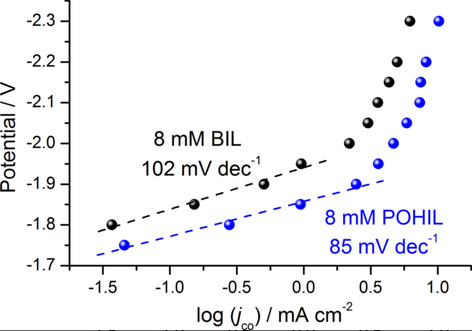 -2.3
-2.2
-2.1
-2.0
-1.9
-1.8
-1.7
Potential / V
8 mM BIL
102 mV dec⁻¹
8 mM POHIL
85 mV dec⁻¹
-1.5 -1.0 -0.5 0.0 0.5 1.0
log (j_co) / mA cm⁻²